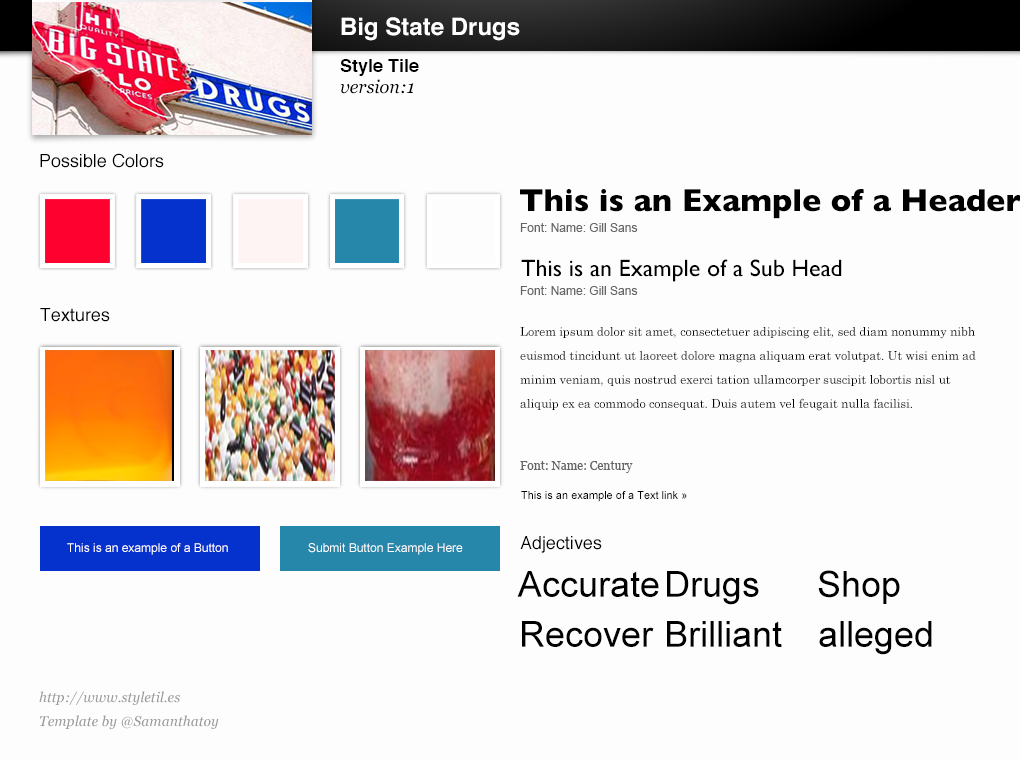 HI
QUALITY
BIG STATE
LO
PRICES
DRUGS
Big State Drugs
Style Tile
version:1
Possible Colors
This is an Example of a Header
Font: Name: Gill Sans
This is an Example of a Sub Head
Font: Name: Gill Sans
Textures
Lorem ipsum dolor sit amet, consectetuer adipiscing elit, sed diam nonummy nibh
euismod tincidunt ut laoreet dolore magna aliquam erat volutpat. Ut wisi enim ad
minim veniam, quis nostrud exerci tation ullamcorper suscipit lobortis nisl ut
aliquip ex ea commodo consequat. Duis autem vel feugait nulla facilisi.
Font: Name: Century
This is an example of a Text link »
This is an example of a Button
Submit Button Example Here
Adjectives
Accurate Drugs Shop
Recover Brilliant alleged
http://www.styletil.es
Template by @Samanthatoy